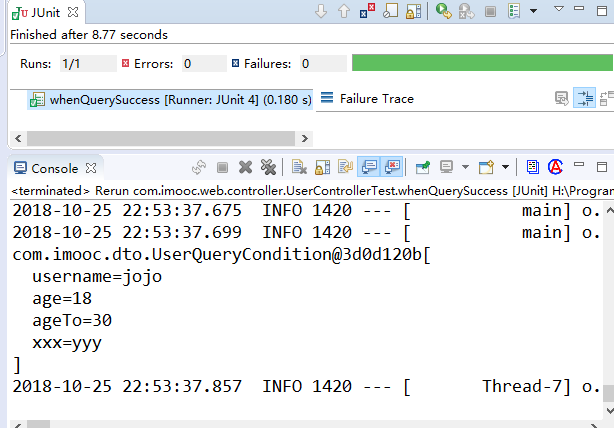 JUnit
Finished after 8.77 seconds
Runs: 1/1 Errors: 0 Failures: 0
whenQuerySuccess [Runner: JUnit 4] (0.180 s) Failure Trace
Console
<terminated> Rerun com.imooc.web.controller.UserControllerTest.whenQuerySuccess [JUnit] H:\Program
2018-10-25 22:53:37.675  INFO 1420 --- [           main] o.
2018-10-25 22:53:37.699  INFO 1420 --- [           main] o.
com.imooc.dto.UserQueryCondition@3d0d120b[
  username=jojo
  age=18
  ageTo=30
  xxx=yyy
]
2018-10-25 22:53:37.857  INFO 1420 --- [       Thread-7] o.